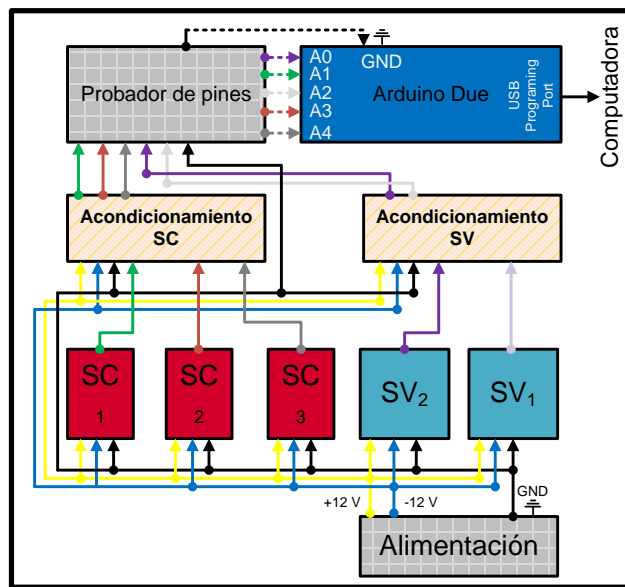 A0
A1
A2
A3
A4
GND
Probador de pines
Arduino Due
USB
Programing
Port
Computadora
Acondicionamiento
SC
Acondicionamiento
SV
SC
1
SC
2
SC
3
SV₂
SV₁
+12 V
-12 V
GND
Alimentación